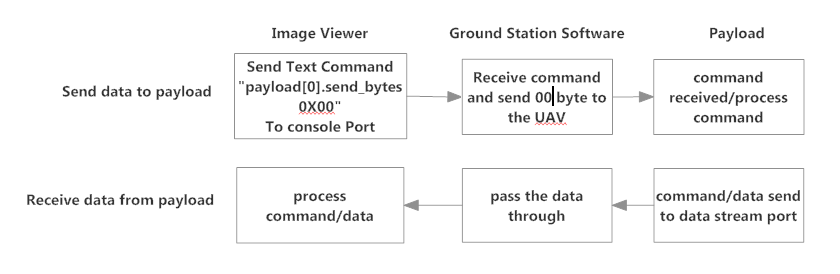 Image Viewer
Ground Station Software
Payload
Send data to payload
Send Text Command
"payload[0].send_bytes
0X00"
To console Port
Receive command
and send 00 byte to
the UAV
command
received/process
command
Receive data from payload
process
command/data
pass the data
through
command/data send
to data stream port